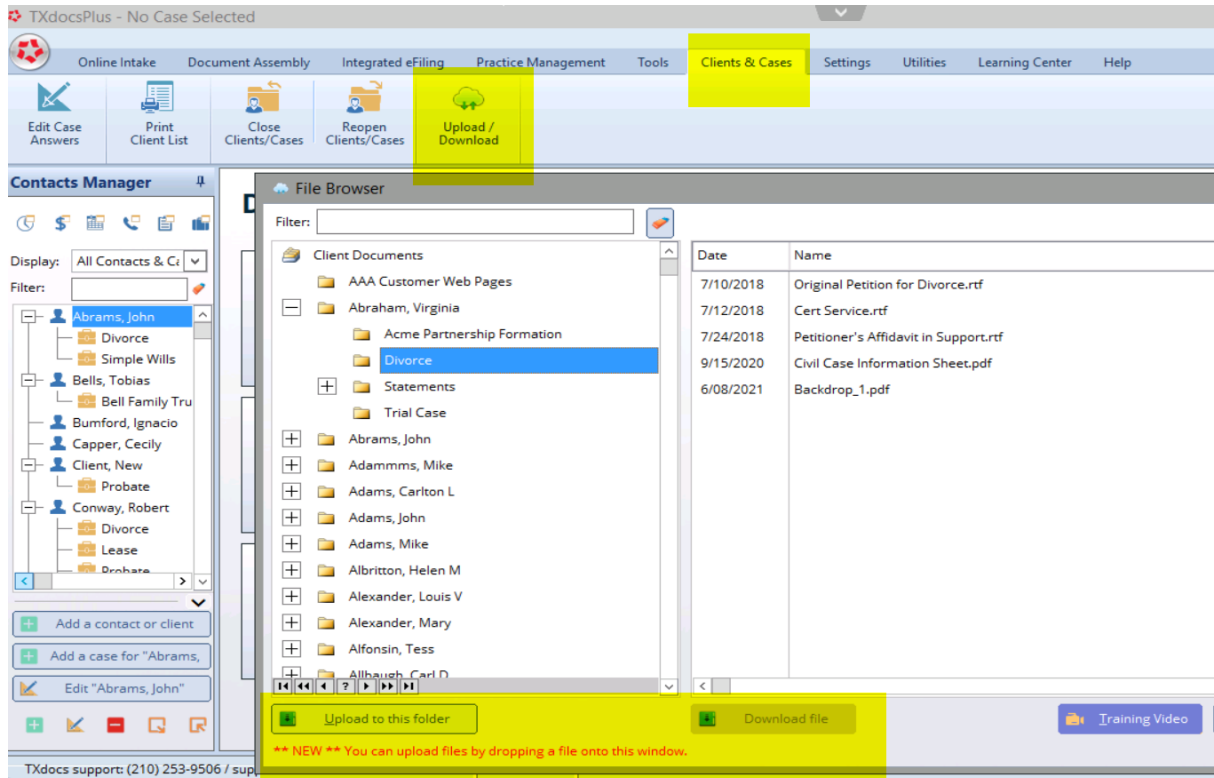 TXdocsPlus - No Case Selected
Online Intake Document Assembly Integrated eFiling Practice Management Tools Clients & Cases Settings Utilities Learning Center Help
Edit Case Answers
Print Client List
Close Clients/Cases
Reopen Clients/Cases
Upload / Download
Contacts Manager
Display: All Contacts & Ca
Filter:
Abrams, John
Divorce
Simple Wills
Bells, Tobias
Bell Family Tru
Bumford, Ignacio
Capper, Cecily
Client, New
Probate
Conway, Robert
Divorce
Lease
Probate
Add a contact or client
Add a case for "Abrams,
Edit "Abrams, John"
File Browser
Filter:
Client Documents
AAA Customer Web Pages
Abraham, Virginia
Acme Partnership Formation
Divorce
Statements
Trial Case
Abrams, John
Adammms, Mike
Adams, Carlton L
Adams, John
Adams, Mike
Albritton, Helen M
Alexander, Louis V
Alexander, Mary
Alfonsin, Tess
Allbaugh, Carl D
Date Name
7/10/2018 Original Petition for Divorce.rtf
7/12/2018 Cert Service.rtf
7/24/2018 Petitioner's Affidavit in Support.rtf
9/15/2020 Civil Case Information Sheet.pdf
6/08/2021 Backdrop_1.pdf
Upload to this folder
Download file
Training Video
** NEW ** You can upload files by dropping a file onto this window.
TXdocs support: (210) 253-9506 / sup